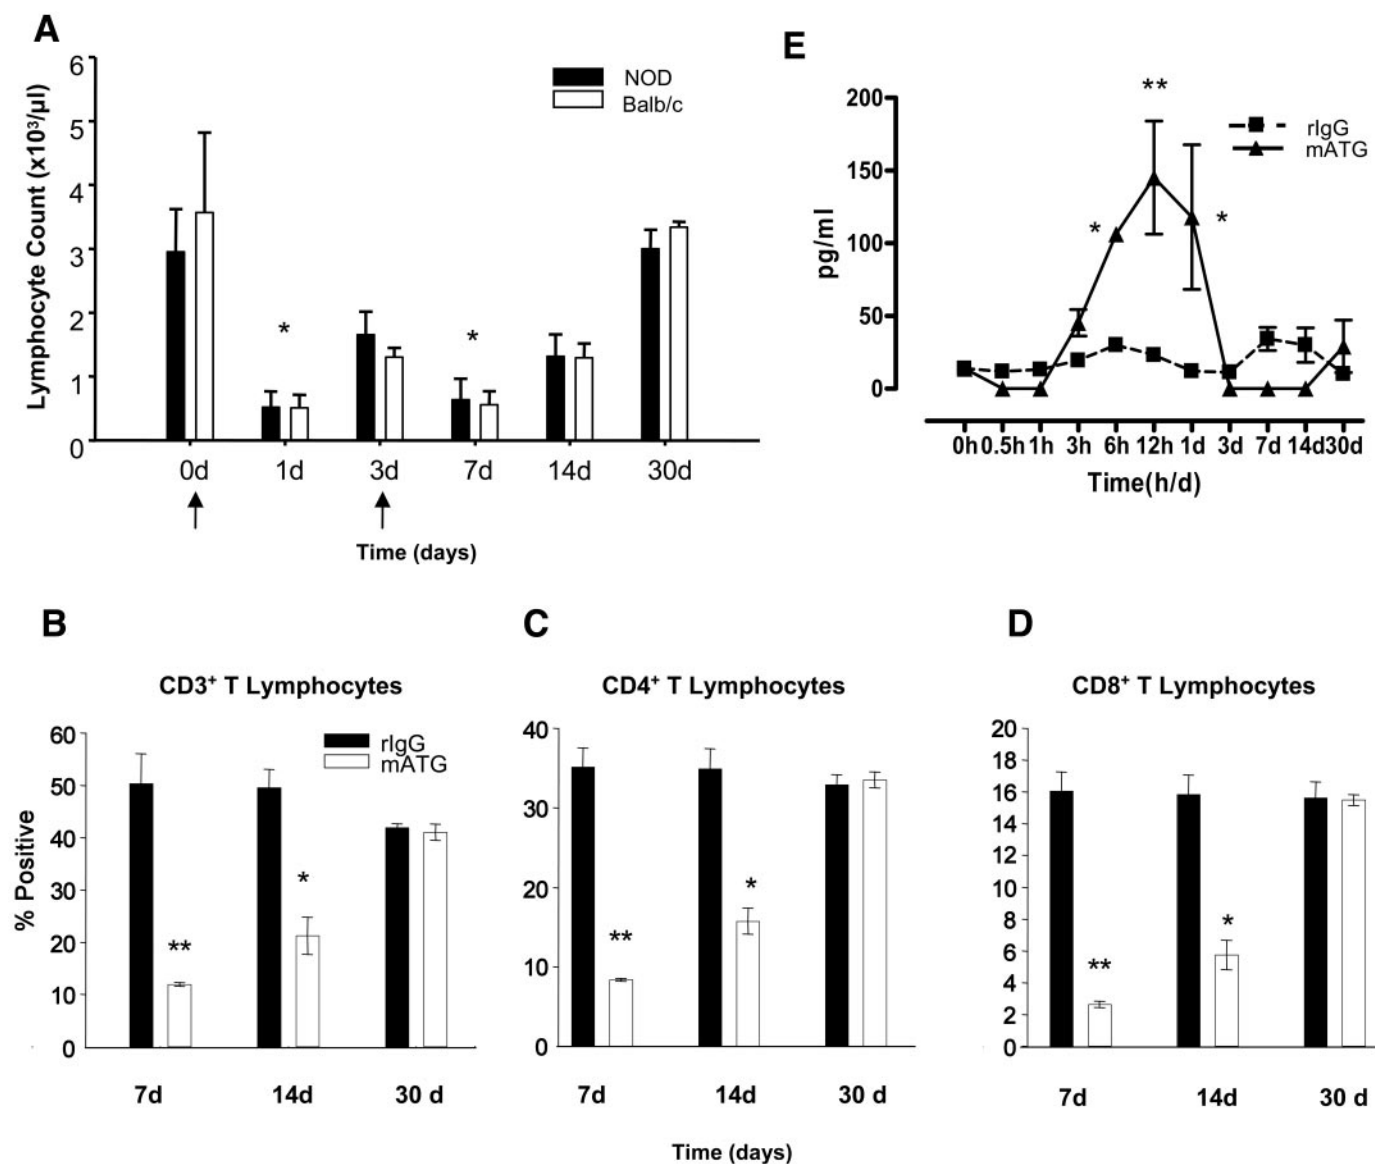 A
Lymphocyte Count (x10³/µl)
6
5
4
3
2
1
0
NOD
Balb/c
*
*
0d 1d 3d 7d 14d 30d
Time (days)
E
pg/ml
200
150
100
50
0
**
*
*
rIgG
mATG
0h 0.5h 1h 3h 6h 12h 1d 3d 7d 14d 30d
Time(h/d)
B
CD3⁺ T Lymphocytes
% Positive
60
50
40
30
20
10
0
rIgG
mATG
**
*
7d 14d 30 d
C
CD4⁺ T Lymphocytes
40
30
20
10
0
**
*
7d 14d 30 d
D
CD8⁺ T Lymphocytes
20
18
16
14
12
10
8
6
4
2
0
**
*
7d 14d 30 d
Time (days)